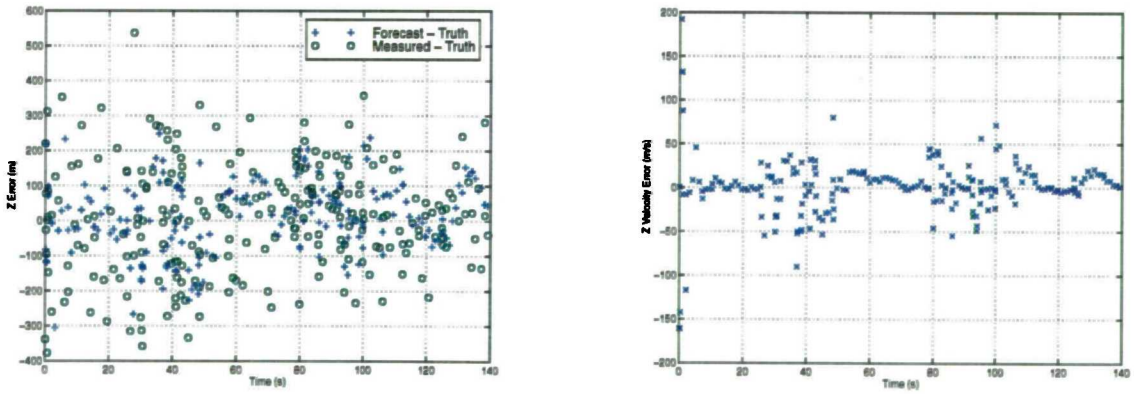 600
500
400
300
200
100
0
-100
-200
-300
-400
Z Error (m)
0 20 40 60 80 100 120 140
Time (s)
Forecast – Truth
Measured – Truth
200
150
100
50
0
-50
-100
-150
-200
Z Velocity Error (m/s)
0 20 40 60 80 100 120 140
Time (s)